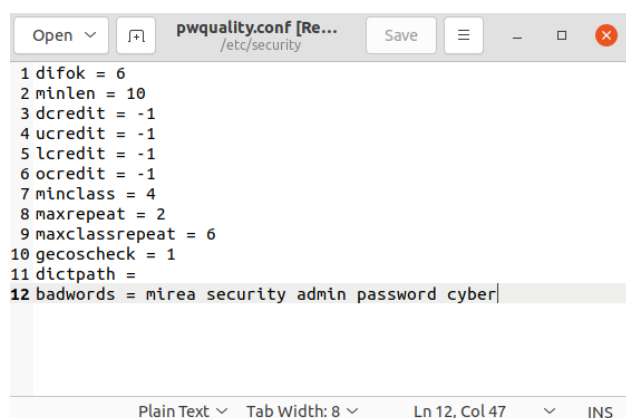 Open
pwquality.conf [Re...
/etc/security
Save
1 difok = 6
2 minlen = 10
3 dcredit = -1
4 ucredit = -1
5 lcredit = -1
6 ocredit = -1
7 minclass = 4
8 maxrepeat = 2
9 maxclassrepeat = 6
10 gecoscheck = 1
11 dictpath =
12 badwords = mirea security admin password cyber
Plain Text Tab Width: 8 Ln 12, Col 47 INS